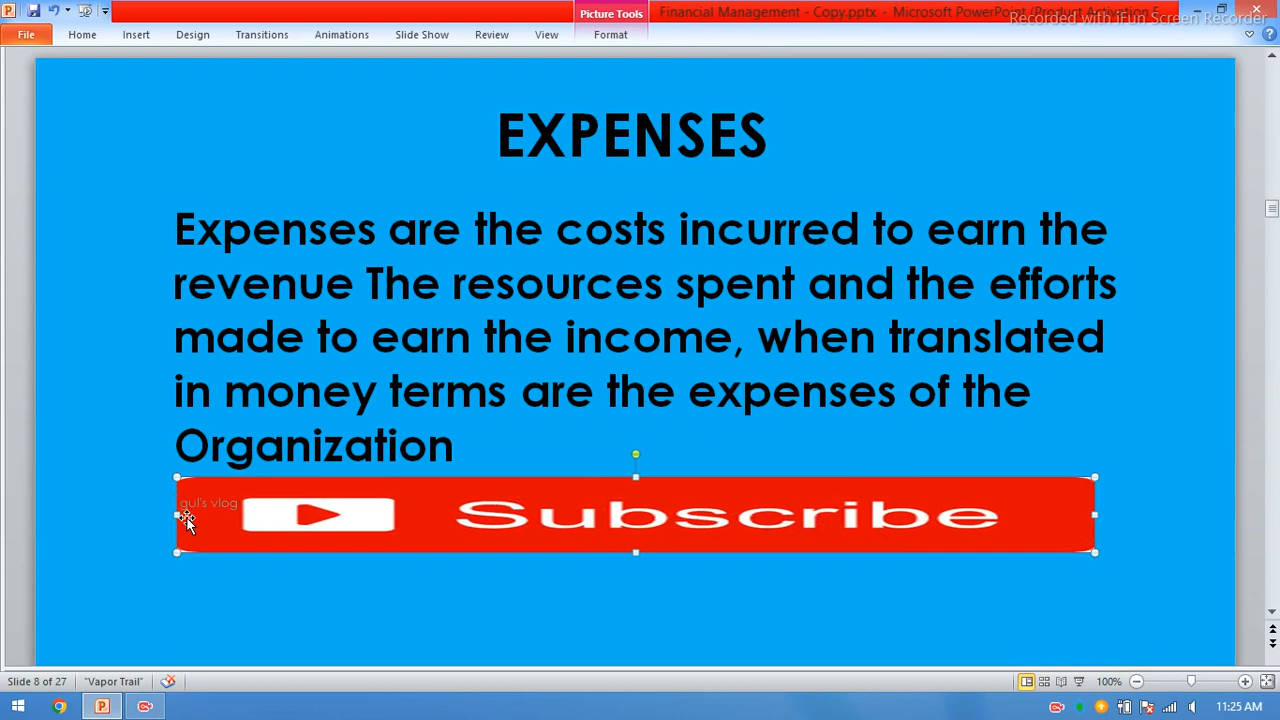 Financial Management - Copy.pptx - Microsoft PowerPoint (Product Activation F
Picture Tools
Recorded with iFun Screen Recorder
File Home Insert Design Transitions Animations Slide Show Review View Format
EXPENSES
Expenses are the costs incurred to earn the
revenue The resources spent and the efforts
made to earn the income, when translated
in money terms are the expenses of the
Organization
gul's vlog
Subscribe
Slide 8 of 27 "Vapor Trail" 100%
11:25 AM